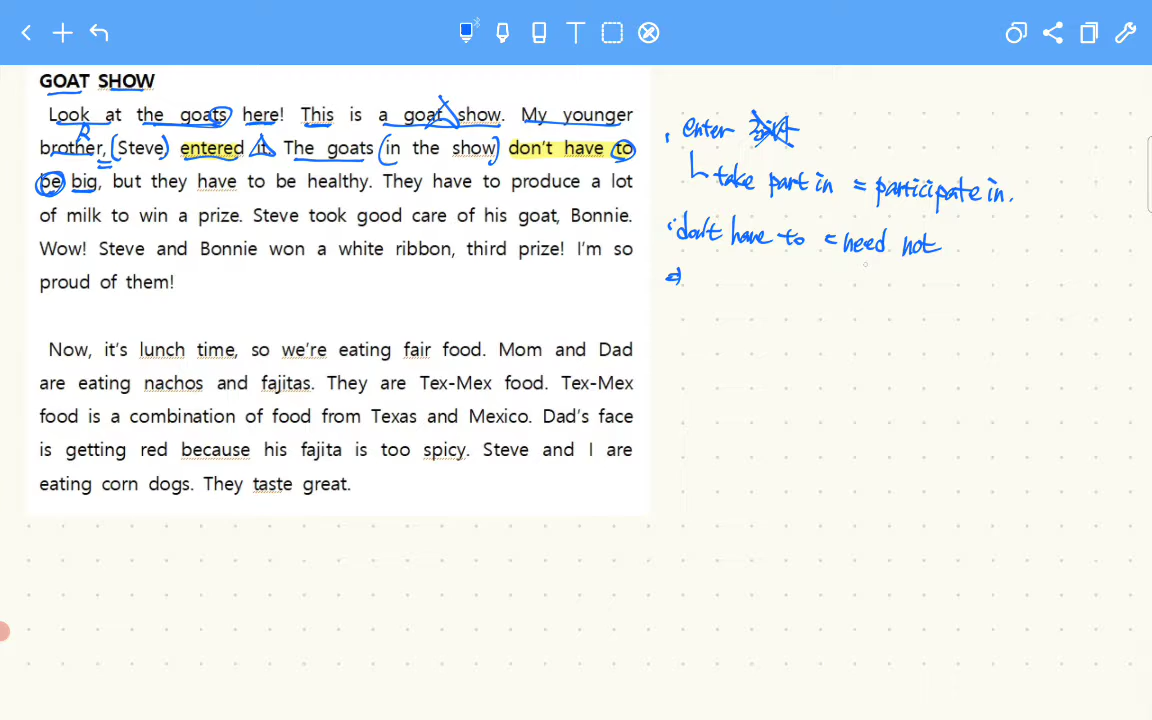 GOAT SHOW
Look at the goats here! This is a goat show. My younger
brother, (Steve) entered it. The goats (in the show) don't have to
be big, but they have to be healthy. They have to produce a lot
of milk to win a prize. Steve took good care of his goat, Bonnie.
Wow! Steve and Bonnie won a white ribbon, third prize! I'm so
proud of them!
Now, it's lunch time, so we're eating fair food. Mom and Dad
are eating nachos and fajitas. They are Tex-Mex food. Tex-Mex
food is a combination of food from Texas and Mexico. Dad's face
is getting red because his fajita is too spicy. Steve and I are
eating corn dogs. They taste great.
enter
take part in = participate in.
don't have to = need not